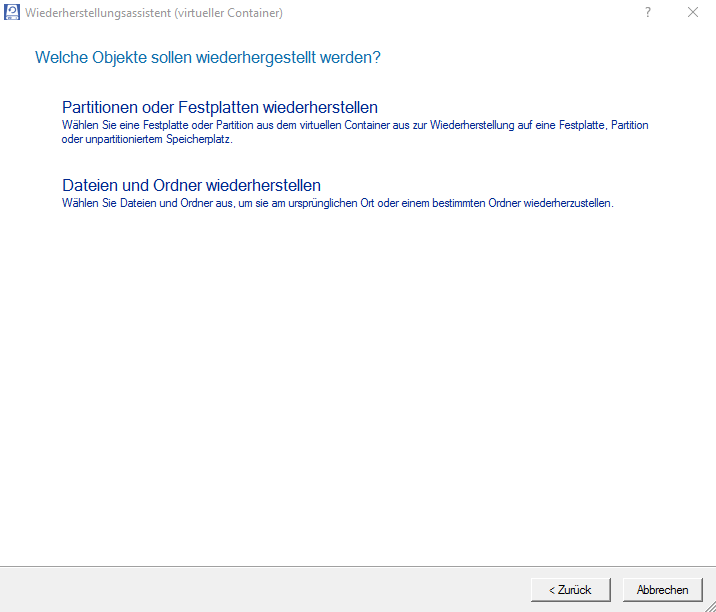 Wiederherstellungsassistent (virtueller Container)
?
Welche Objekte sollen wiederhergestellt werden?
Partitionen oder Festplatten wiederherstellen
Wählen Sie eine Festplatte oder Partition aus dem virtuellen Container aus zur Wiederherstellung auf eine Festplatte, Partition
oder unpartitioniertem Speicherplatz.
Dateien und Ordner wiederherstellen
Wählen Sie Dateien und Ordner aus, um sie am ursprünglichen Ort oder einem bestimmten Ordner wiederherzustellen.
< Zurück
Abbrechen